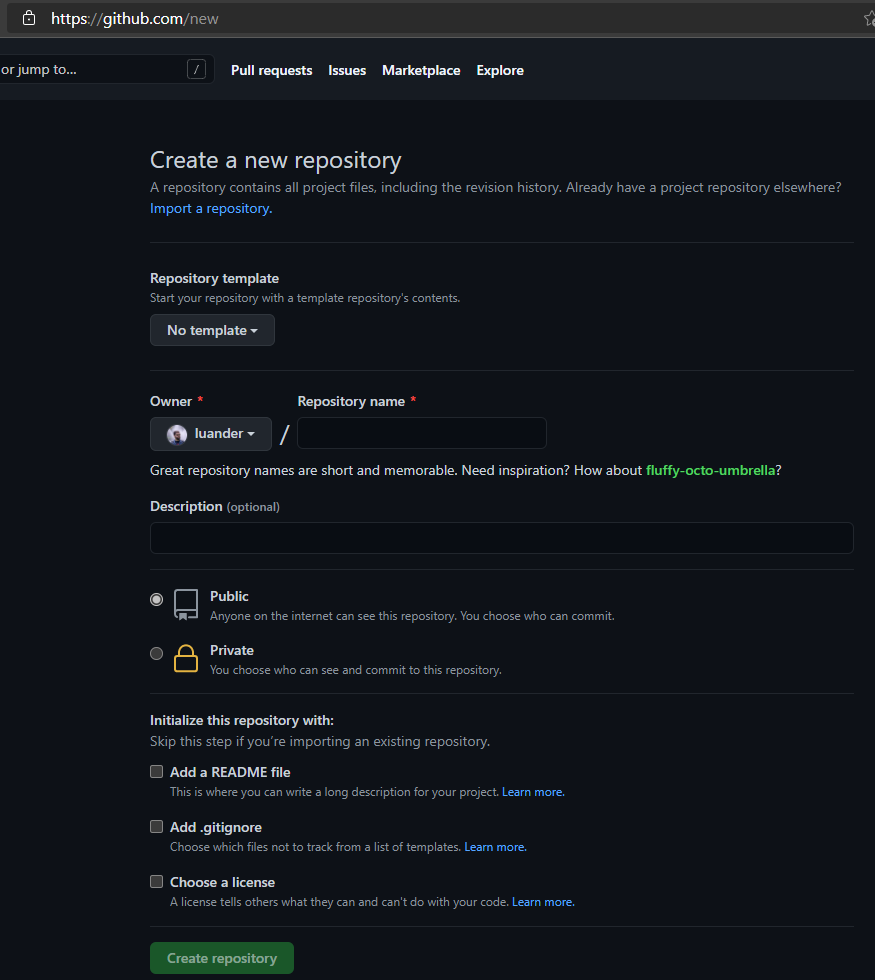 https://github.com/new
or jump to... / Pull requests Issues Marketplace Explore
Create a new repository
A repository contains all project files, including the revision history. Already have a project repository elsewhere?
Import a repository.
Repository template
Start your repository with a template repository's contents.
No template
Owner * Repository name *
luander /
Great repository names are short and memorable. Need inspiration? How about fluffy-octo-umbrella?
Description (optional)
Public
Anyone on the internet can see this repository. You choose who can commit.
Private
You choose who can see and commit to this repository.
Initialize this repository with:
Skip this step if you’re importing an existing repository.
Add a README file
This is where you can write a long description for your project. Learn more.
Add .gitignore
Choose which files not to track from a list of templates. Learn more.
Choose a license
A license tells others what they can and can't do with your code. Learn more.
Create repository